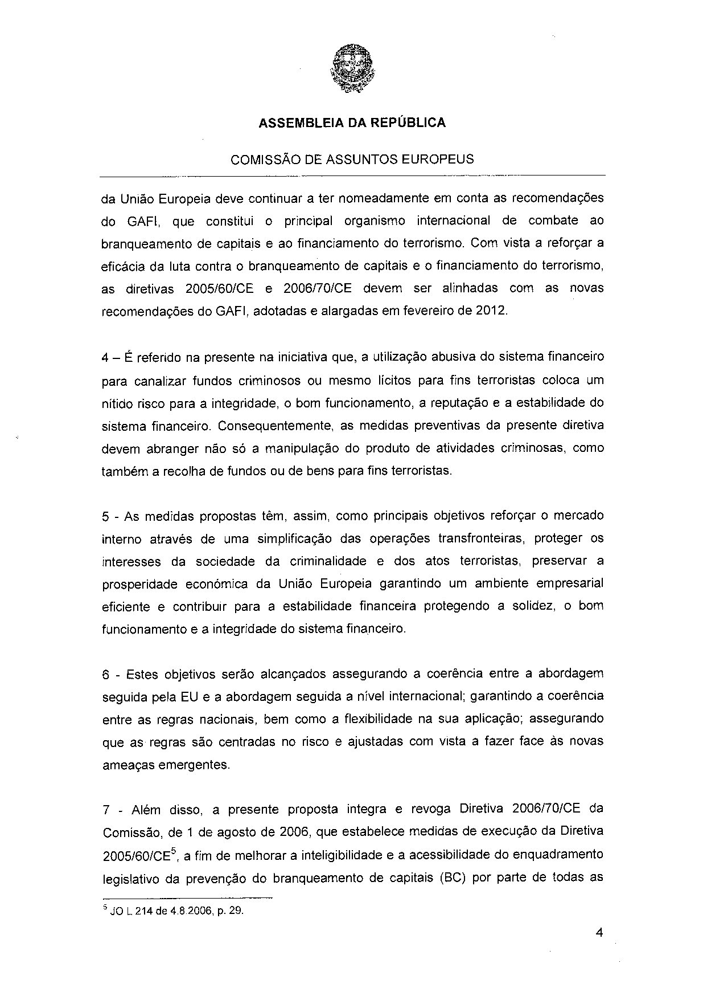 ASSEMBLEIA DA REPÚBLICA
COMISSÃO DE ASSUNTOS EUROPEUS
da União Europeia deve continuar a ter nomeadamente em conta as recomendações
do GAFI, que constitui o principal organismo internacional de combate ao
branqueamento de capitais e ao financiamento do terrorismo. Com vista a reforçar a
eficácia da luta contra o branqueamento de capitais e o financiamento do terrorismo,
as diretivas 2005/60/CE e 2006/70/CE devem ser alinhadas com as novas
recomendações do GAFI, adotadas e alargadas em fevereiro de 2012.
4 – É referido na presente na iniciativa que, a utilização abusiva do sistema financeiro
para canalizar fundos criminosos ou mesmo lícitos para fins terroristas coloca um
nítido risco para a integridade, o bom funcionamento, a reputação e a estabilidade do
sistema financeiro. Consequentemente, as medidas preventivas da presente diretiva
devem abranger não só a manipulação do produto de atividades criminosas, como
também a recolha de fundos ou de bens para fins terroristas.
5 - As medidas propostas têm, assim, como principais objetivos reforçar o mercado
interno através de uma simplificação das operações transfronteiras, proteger os
interesses da sociedade da criminalidade e dos atos terroristas, preservar a
prosperidade económica da União Europeia garantindo um ambiente empresarial
eficiente e contribuir para a estabilidade financeira protegendo a solidez, o bom
funcionamento e a integridade do sistema financeiro.
6 - Estes objetivos serão alcançados assegurando a coerência entre a abordagem
seguida pela EU e a abordagem seguida a nível internacional; garantindo a coerência
entre as regras nacionais, bem como a flexibilidade na sua aplicação; assegurando
que as regras são centradas no risco e ajustadas com vista a fazer face às novas
ameaças emergentes.
7 - Além disso, a presente proposta integra e revoga Diretiva 2006/70/CE da
Comissão, de 1 de agosto de 2006, que estabelece medidas de execução da Diretiva
2005/60/CE⁵, a fim de melhorar a inteligibilidade e a acessibilidade do enquadramento
legislativo da prevenção do branqueamento de capitais (BC) por parte de todas as
⁵ JO L 214 de 4.8.2006, p. 29.
4